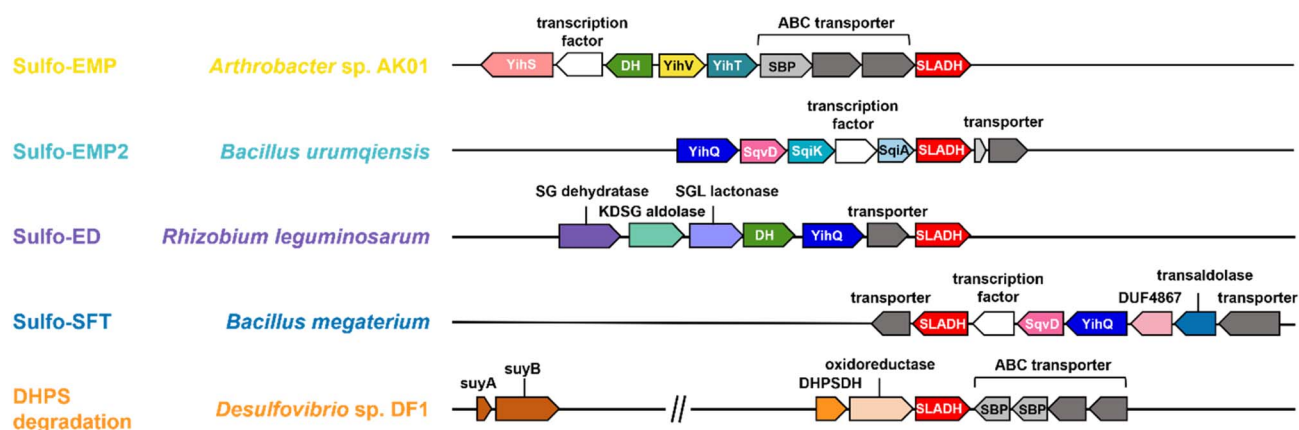 transcription
factor
ABC transporter
Sulfo-EMP
Arthrobacter sp. AK01
YihS
DH
YihV
YihT
SBP
SLADH
transcription
factor
transporter
Sulfo-EMP2
Bacillus urumqiensis
YihQ
SqvD
SqiK
SqiA
SLADH
SG dehydratase
SGL lactonase
KDSG aldolase
transporter
Sulfo-ED
Rhizobium leguminosarum
DH
YihQ
SLADH
transcription
factor
transaldolase
transporter
DUF4867
transporter
Sulfo-SFT
Bacillus megaterium
SLADH
SqvD
YihQ
oxidoreductase
ABC transporter
suyA
suyB
DHPSDH
DHPS
degradation
Desulfovibrio sp. DF1
//
SLADH
SBP
SBP